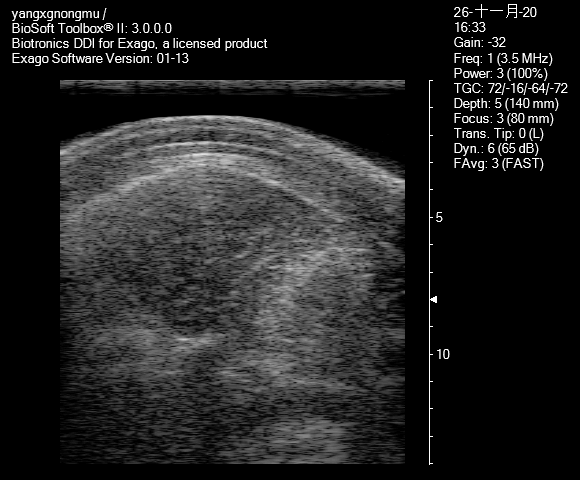 yangxgnongmu /
BioSoft Toolbox® II: 3.0.0.0
Biotronics DDI for Exago, a licensed product
Exago Software Version: 01-13
26-十一月-20
16:33
Gain: -32
Freq: 1 (3.5 MHz)
Power: 3 (100%)
TGC: 72/-16/-64/-72
Depth: 5 (140 mm)
Focus: 3 (80 mm)
Trans. Tip: 0 (L)
Dyn.: 6 (65 dB)
FAvg: 3 (FAST)
5
10